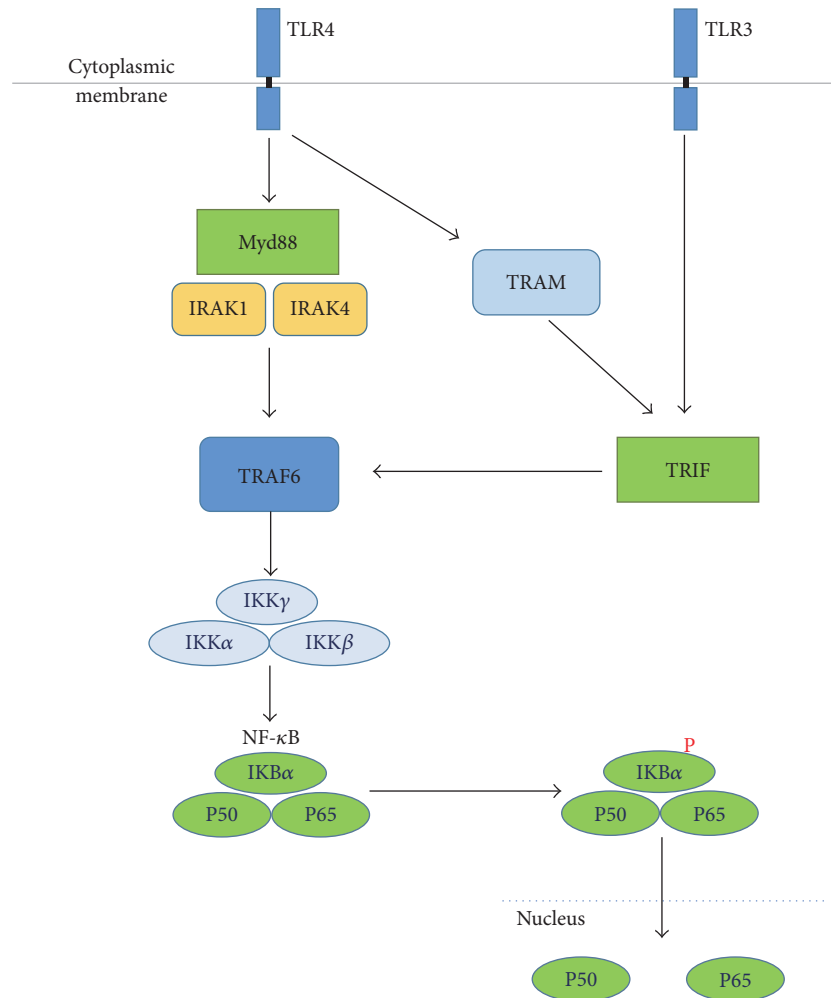 TLR4
TLR3
Cytoplasmic
membrane
Myd88
IRAK1
IRAK4
TRAM
TRAF6
TRIF
IKKγ
IKKα
IKKβ
NF-κB
IKBα
P50
P65
P
IKBα
P50
P65
Nucleus
P50
P65